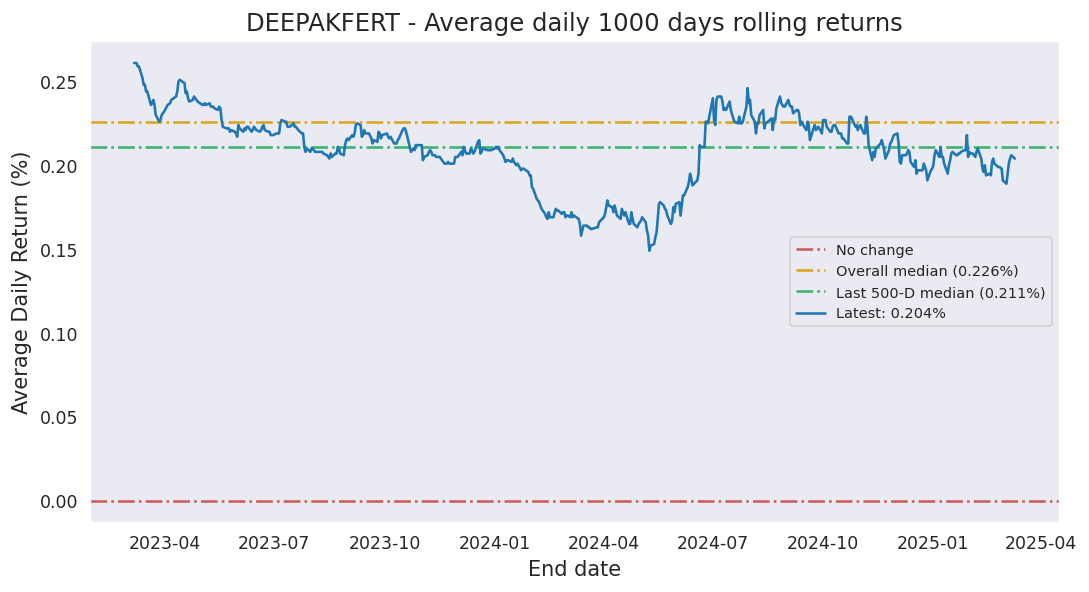 DEEPAKFERT - Average daily 1000 days rolling returns
Average Daily Return (%)
0.25
0.20
0.15
0.10
0.05
0.00
No change
Overall median (0.226%)
Last 500-D median (0.211%)
Latest: 0.204%
2023-04 2023-07 2023-10 2024-01 2024-04 2024-07 2024-10 2025-01 2025-04
End date